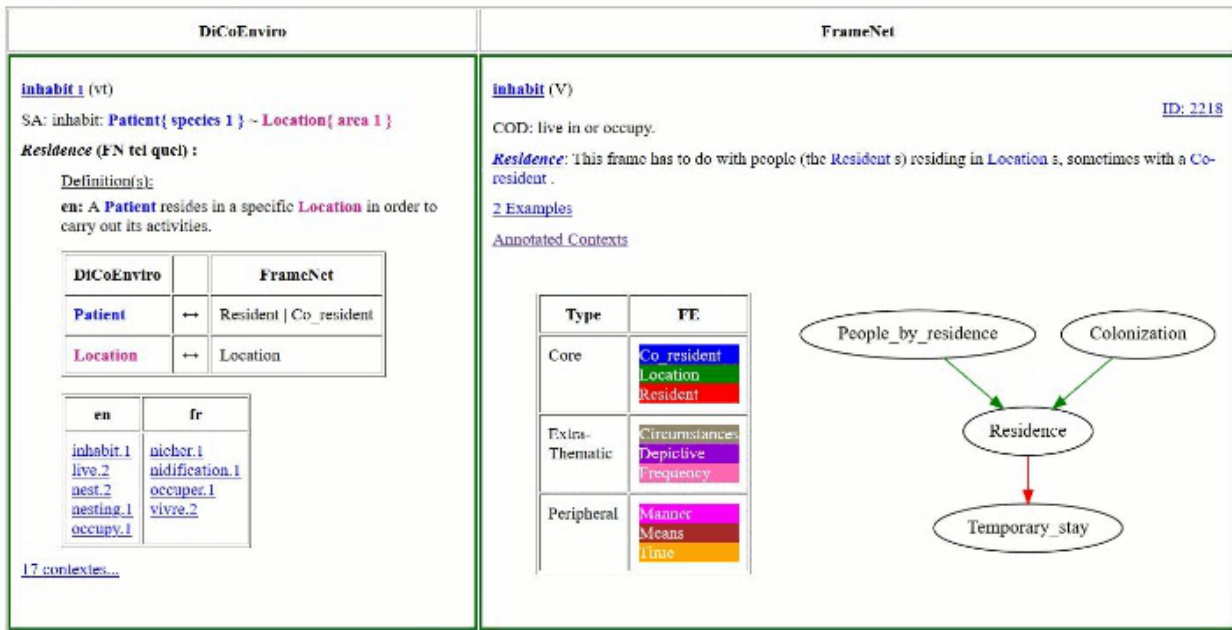 DiCoEnviro
FrameNet
inhabit 1 (vt)
SA: inhabit: Patient{ species 1 } ~ Location{ area 1 }
Residence (FN tel quel) :
Definition(s):
en: A Patient resides in a specific Location in order to
carry out its activities.
DiCoEnviro FrameNet
Patient ↔ Resident | Co_resident
Location ↔ Location
en fr
inhabit.1 nicher.1
live.2 nidification.1
nest.2 occuper.1
nesting.1 vivre.2
occupy.1
17 contextes...
inhabit (V)
ID: 2218
COD: live in or occupy.
Residence: This frame has to do with people (the Resident s) residing in Location s, sometimes with a Co-
resident .
2 Examples
Annotated Contexts
Type FE
Core Co_resident
Location
Resident
Extra- Circumstances
Thematic Depictive
Frequency
Peripheral Manner
Means
Time
People_by_residence Colonization
Residence
Temporary_stay